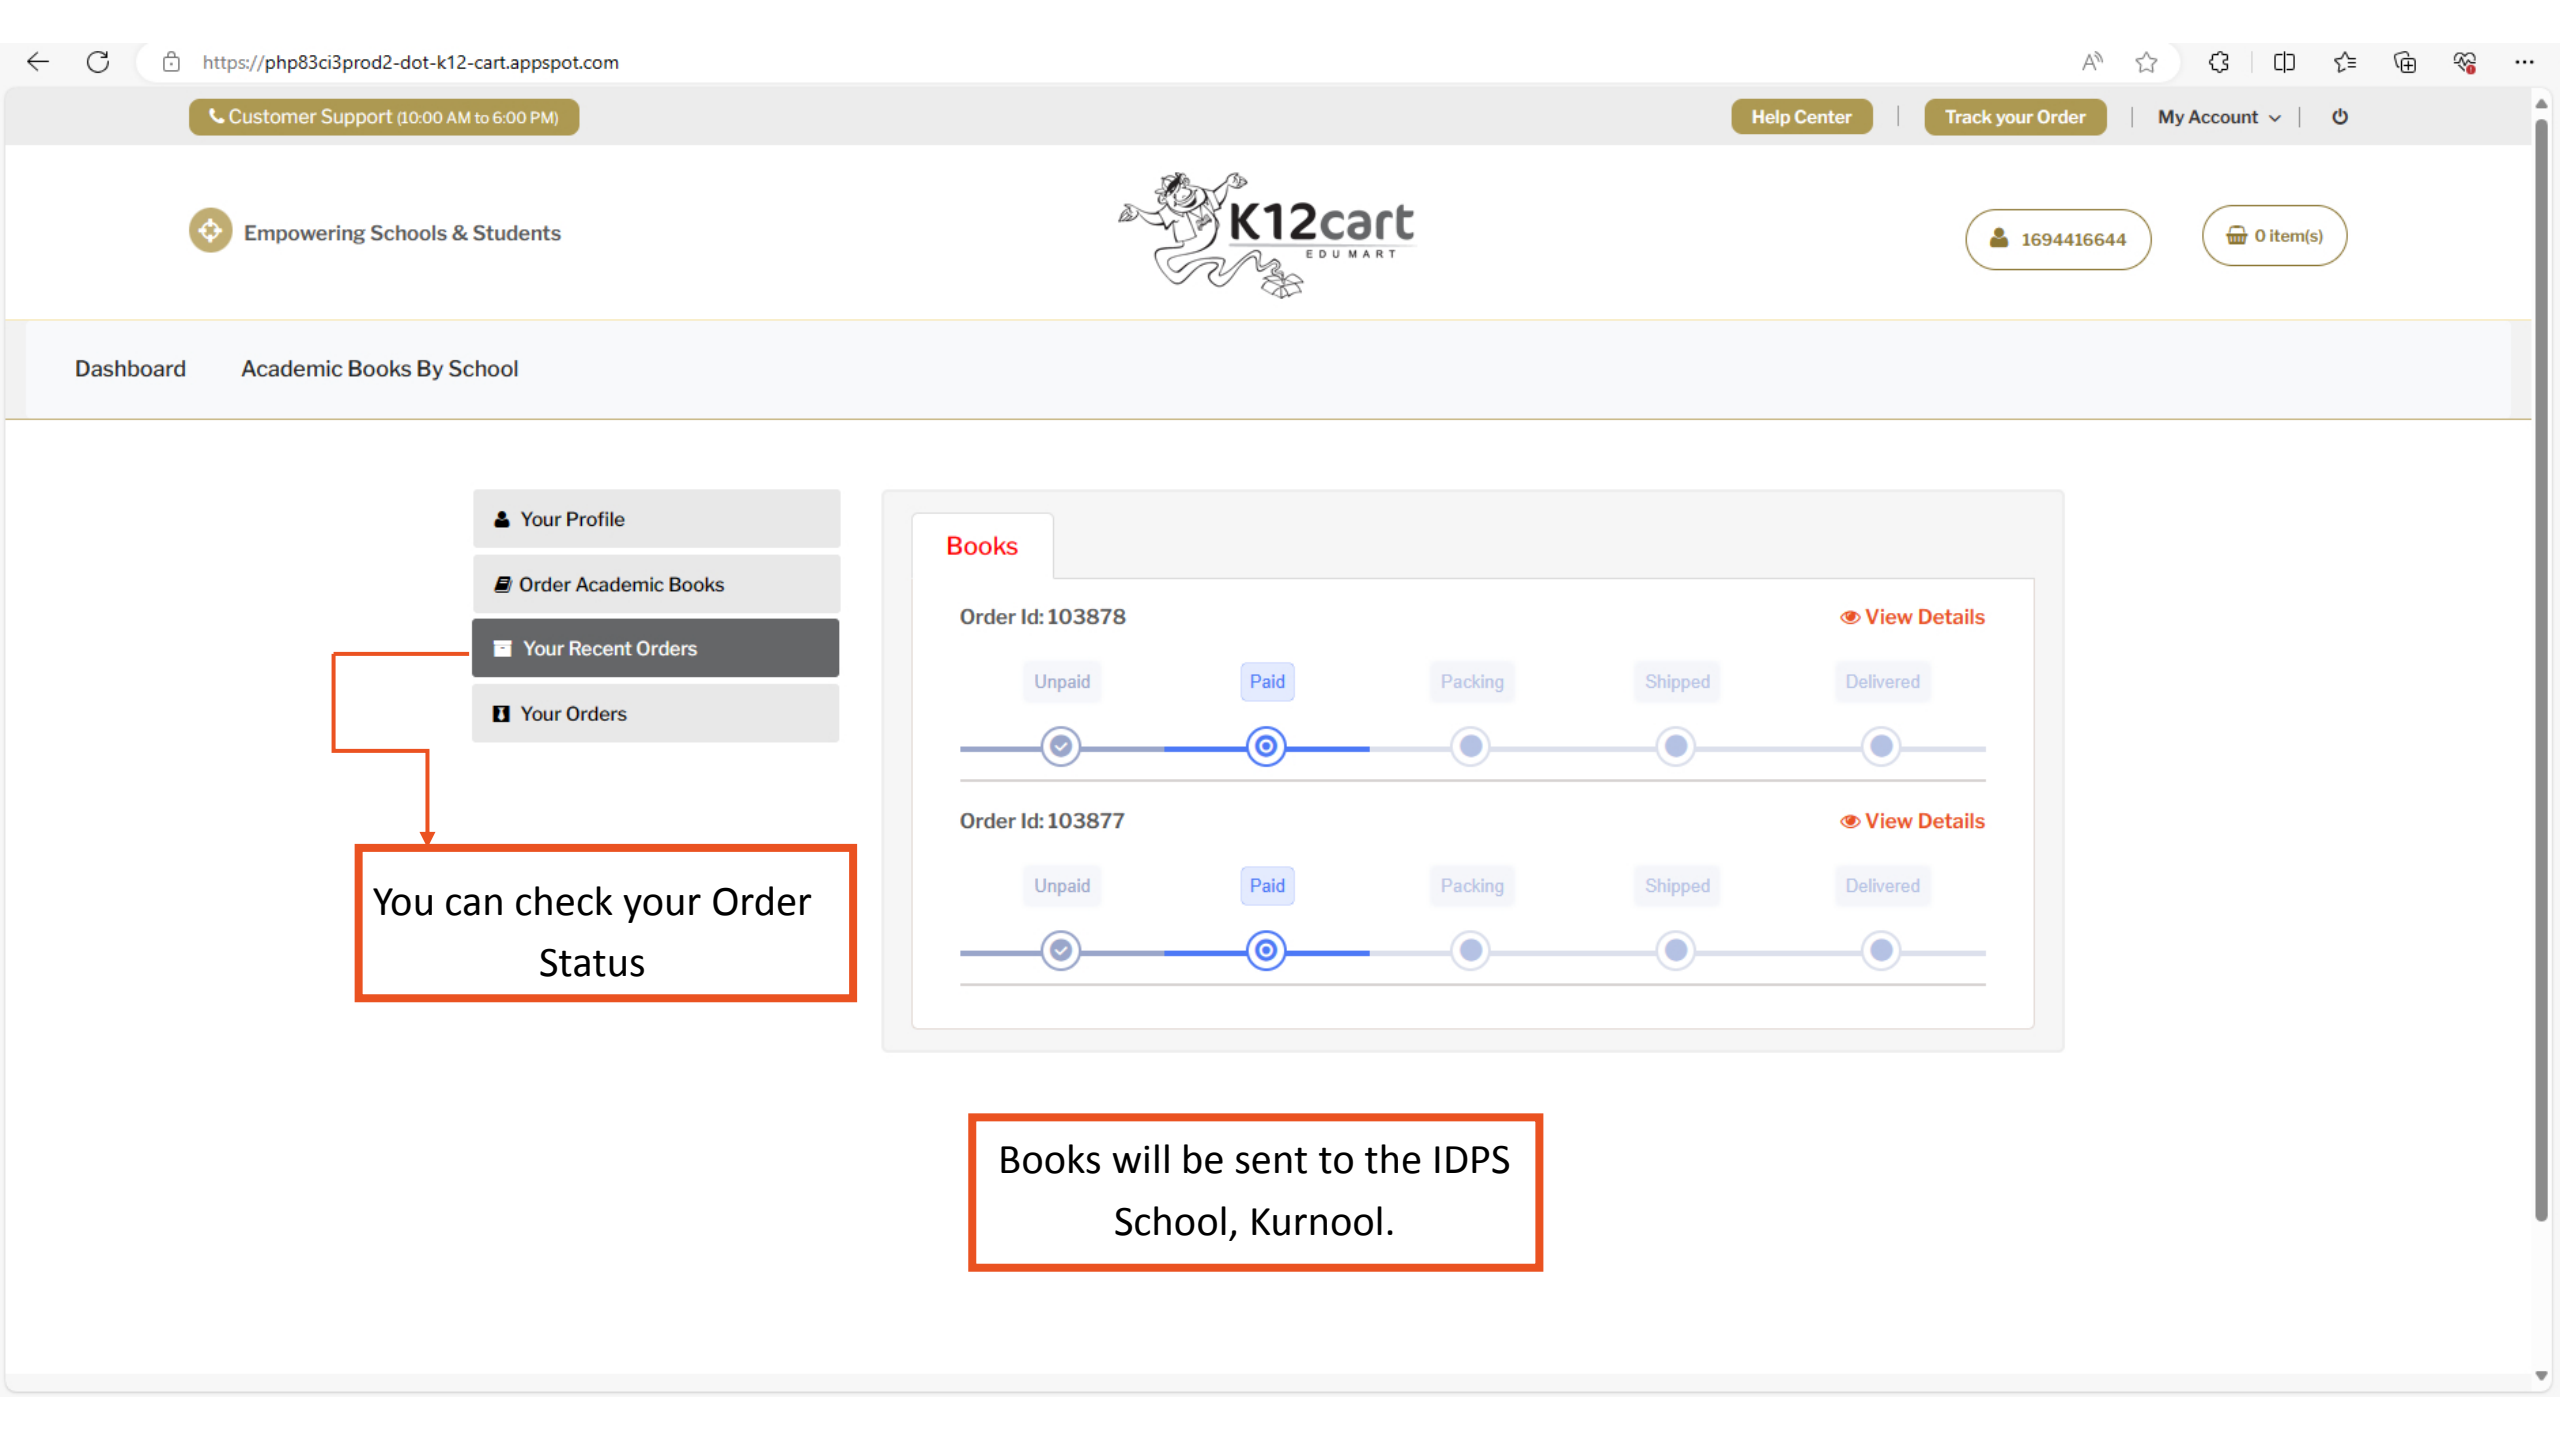 https://php83ci3prod2-dot-k12-cart.appspot.com
Customer Support (10:00 AM to 6:00 PM)
Help Center
Track your Order
My Account
Empowering Schools & Students
K12cart
EDUMART
1694416644
0 item(s)
Dashboard
Academic Books By School
Your Profile
Order Academic Books
Your Recent Orders
Your Orders
Books
Order Id: 103878
View Details
Unpaid
Paid
Packing
Shipped
Delivered
Order Id: 103877
View Details
Unpaid
Paid
Packing
Shipped
Delivered
You can check your Order
Status
Books will be sent to the IDPS
School, Kurnool.